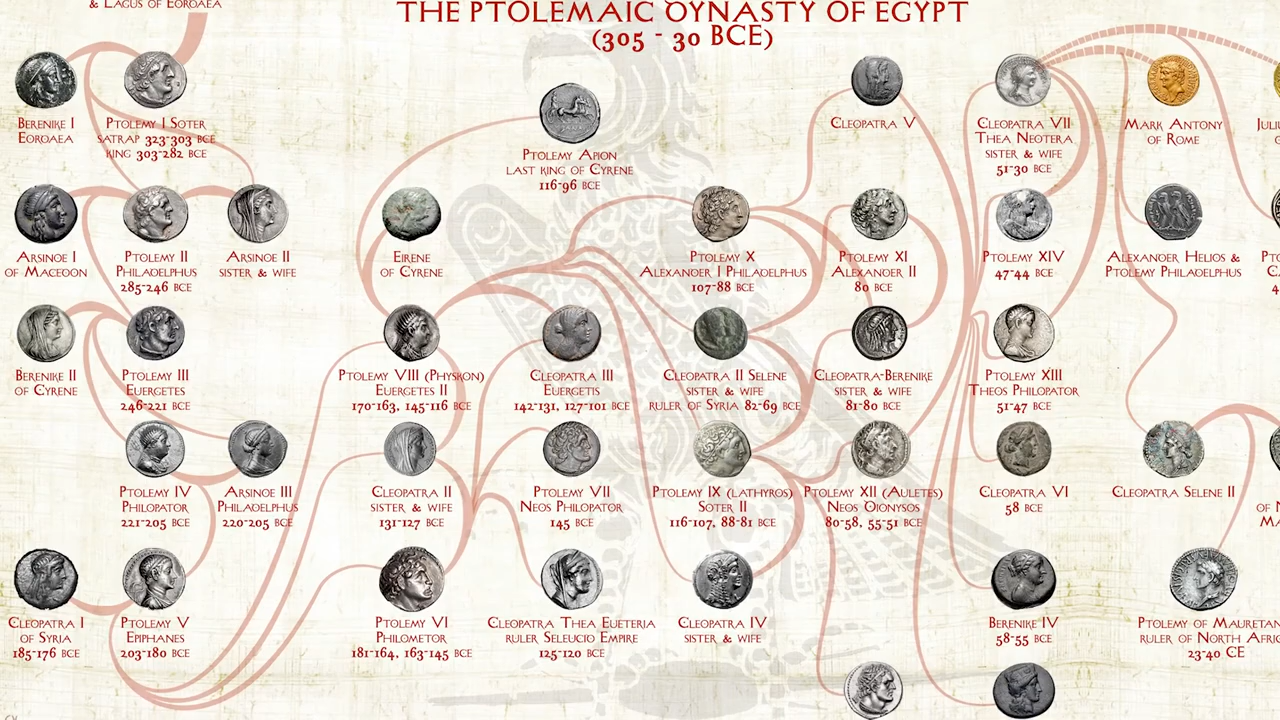 & Lagus of Eordaea
THE PTOLEMAIC DYNASTY OF EGYPT
(305 - 30 BCE)
Berenike I
Eordaea
Ptolemy I Soter
satrap 323-303 BCE
king 303-282 BCE
Ptolemy Apion
last king of Cyrene
116-96 BCE
Cleopatra V
Cleopatra VII
Thea Neotera
sister & wife
51-30 BCE
Mark Antony
of Rome
Arsinoe I
of Macedon
Ptolemy II
Philadelphus
285-246 BCE
Arsinoe II
sister & wife
Eirene
of Cyrene
Ptolemy X
Alexander I Philadelphus
107-88 BCE
Ptolemy XI
Alexander II
80 BCE
Ptolemy XIV
47-44 BCE
Alexander Helios &
Ptolemy Philadelphus
Berenike II
of Cyrene
Ptolemy III
Euergetes
246-221 BCE
Ptolemy VIII (Physkon)
Euergetes II
170-163, 145-116 BCE
Cleopatra III
Euergetis
142-131, 127-101 BCE
Cleopatra II Selene
sister & wife
ruler of Syria 82-69 BCE
Cleopatra-Berenike
sister & wife
81-80 BCE
Ptolemy XIII
Theos Philopator
51-47 BCE
Ptolemy IV
Philopator
221-205 BCE
Arsinoe III
Philadelphus
220-205 BCE
Cleopatra II
sister & wife
131-127 BCE
Ptolemy VII
Neos Philopator
145 BCE
Ptolemy IX (Lathyros)
Soter II
116-107, 88-81 BCE
Ptolemy XII (Auletes)
Neos Dionysos
80-58, 55-51 BCE
Cleopatra VI
58 BCE
Cleopatra Selene II
Cleopatra I
of Syria
185-176 BCE
Ptolemy V
Epiphanes
203-180 BCE
Ptolemy VI
Philometor
181-164, 163-145 BCE
Cleopatra Thea Eueteria
ruler Seleucid Empire
125-120 BCE
Cleopatra IV
sister & wife
Berenike IV
58-55 BCE
Ptolemy of
ruler of North
23-40 CE